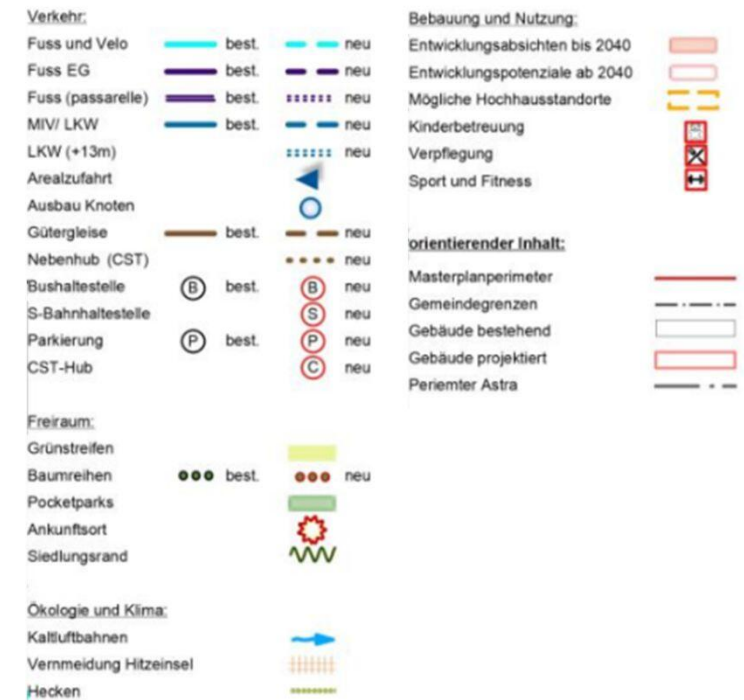 Verkehr:
Fuss und Velo best. neu
Fuss EG best. neu
Fuss (passarelle) best. neu
MIV/ LKW best. neu
LKW (+13m) neu
Arealzufahrt
Ausbau Knoten
Gütergleise best. neu
Nebenhub (CST) neu
Bushaltestelle B best. B neu
S-Bahnhaltestelle S neu
Parkierung P best. P neu
CST-Hub C neu
Freiraum:
Grünstreifen
Baumreihen best. neu
Pocketparks
Ankunftsort
Siedlungsrand
Ökologie und Klima:
Kaltluftbahnen
Vernmeidung Hitzeinsel
Hecken
Bebauung und Nutzung:
Entwicklungsabsichten bis 2040
Entwicklungspotenziale ab 2040
Mögliche Hochhausstandorte
Kinderbetreuung
Verpflegung
Sport und Fitness
orientierender Inhalt:
Masterplanperimeter
Gemeindegrenzen
Gebäude bestehend
Gebäude projektiert
Periemter Astra